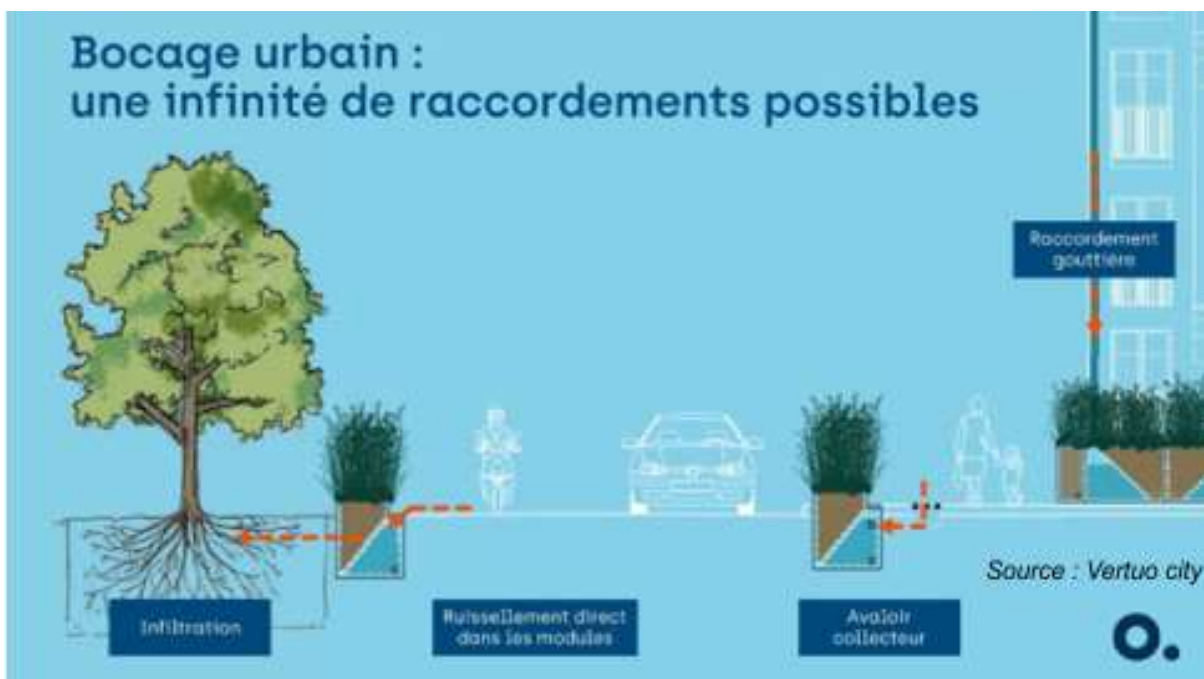 Bocage urbain :
une infinité de raccordements possibles
Raccordement
gouttière
Source : Vertuo city
Infiltration
Ruissellement direct
dans les modules
Avaloir
collecteur
O.